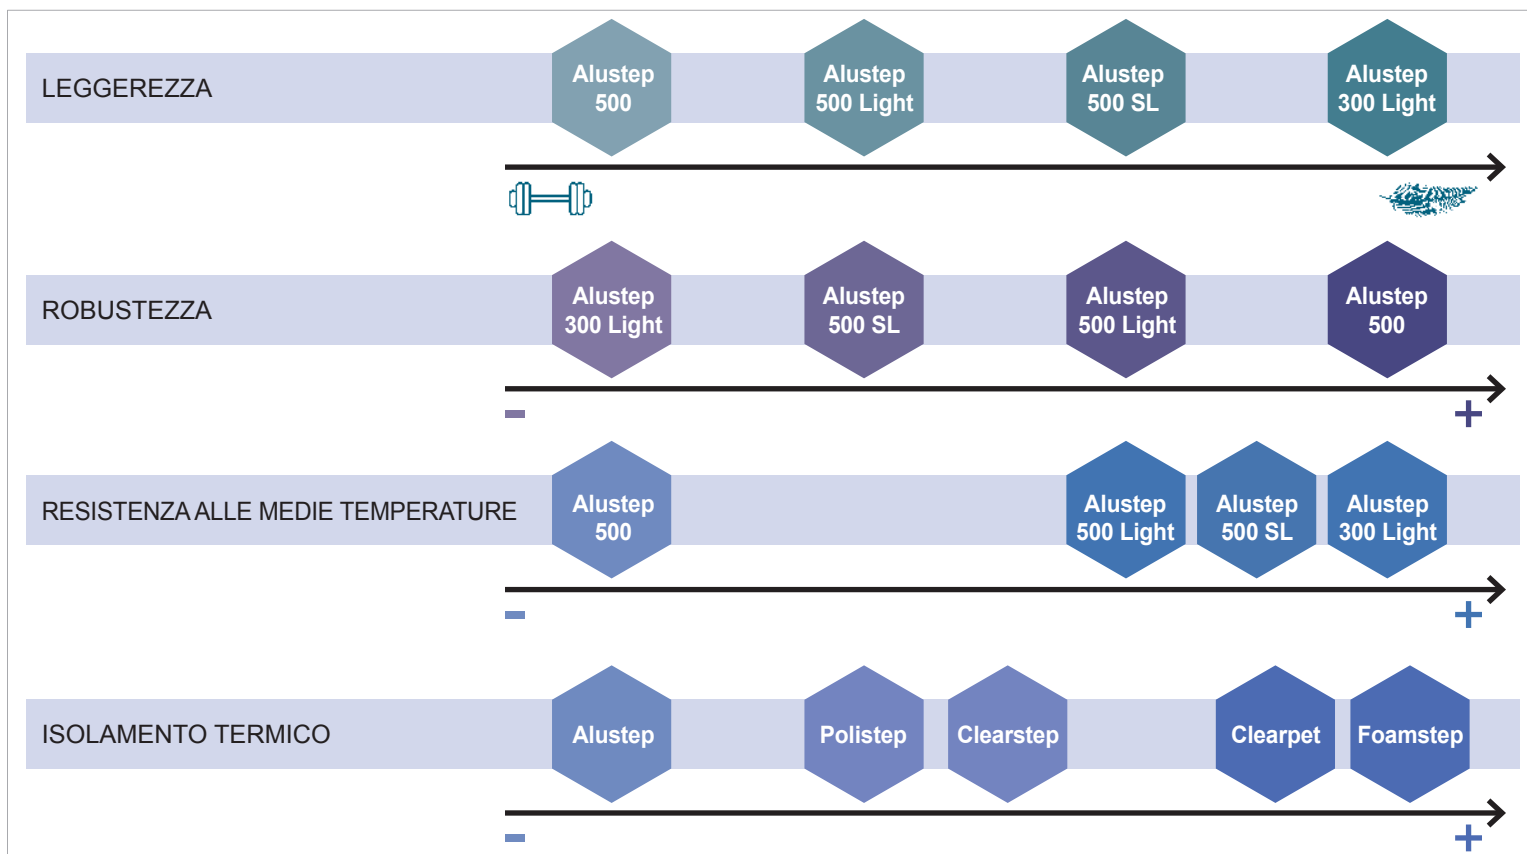 LEGGEREZZA
Alustep
500
Alustep
500 Light
Alustep
500 SL
Alustep
300 Light
ROBUSTEZZA
Alustep
300 Light
Alustep
500 SL
Alustep
500 Light
Alustep
500
-
+
RESISTENZA ALLE MEDIE TEMPERATURE
Alustep
500
Alustep
500 Light
Alustep
500 SL
Alustep
300 Light
-
+
ISOLAMENTO TERMICO
Alustep
Polistep
Clearstep
Clearpet
Foamstep
-
+